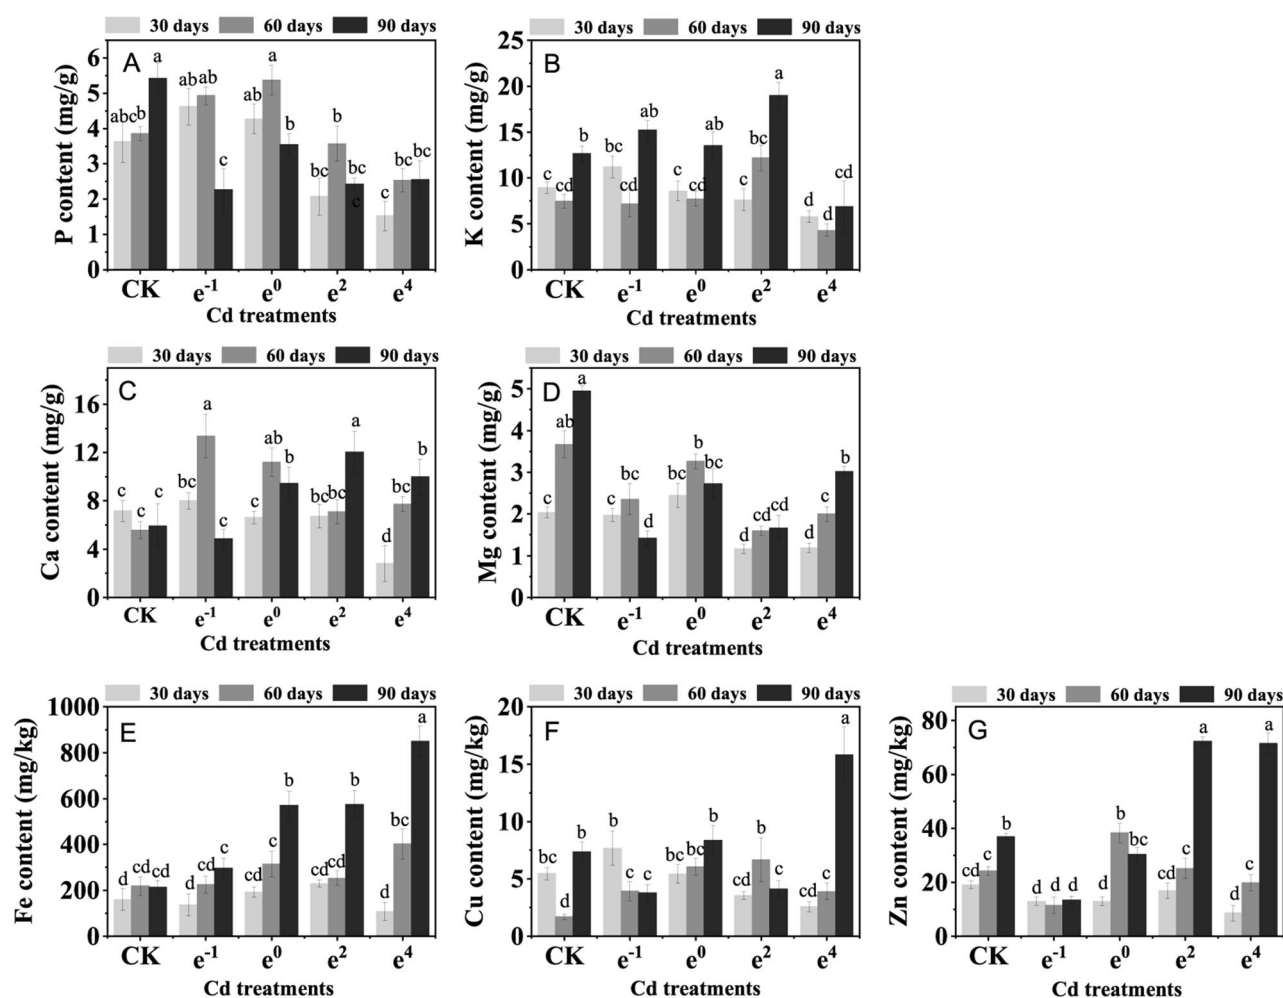 30 days 60 days 90 days
A
P content (mg/g)
6
5
4
3
2
1
0
abc b a
ab ab c
ab a b
bc b bc c
c bc bc
CK e⁻¹ e⁰ e² e⁴
Cd treatments
30 days 60 days 90 days
B
K content (mg/g)
25
20
15
10
5
0
c cd b
c cd ab
c cd ab
c b a
d d cd
CK e⁻¹ e⁰ e² e⁴
Cd treatments
30 days 60 days 90 days
C
Ca content (mg/g)
16
12
8
4
0
c c c
bc a c
c ab b
bc bc a
d bc b
CK e⁻¹ e⁰ e² e⁴
Cd treatments
30 days 60 days 90 days
D
Mg content (mg/g)
5
4
3
2
1
0
c ab a
c bc d
c b bc
d cd cd
d c b
CK e⁻¹ e⁰ e² e⁴
Cd treatments
30 days 60 days 90 days
E
Fe content (mg/kg)
1000
800
600
400
200
0
d cd cd
d cd c
d c b
cd cd b
d bc a
CK e⁻¹ e⁰ e² e⁴
Cd treatments
30 days 60 days 90 days
F
Cu content (mg/kg)
20
15
10
5
0
bc d b
b c c
bc bc b
cd b c
cd c a
CK e⁻¹ e⁰ e² e⁴
Cd treatments
30 days 60 days 90 days
G
Zn content (mg/kg)
80
60
40
20
0
cd c b
d d d
d b bc
cd c a
d c a
CK e⁻¹ e⁰ e² e⁴
Cd treatments